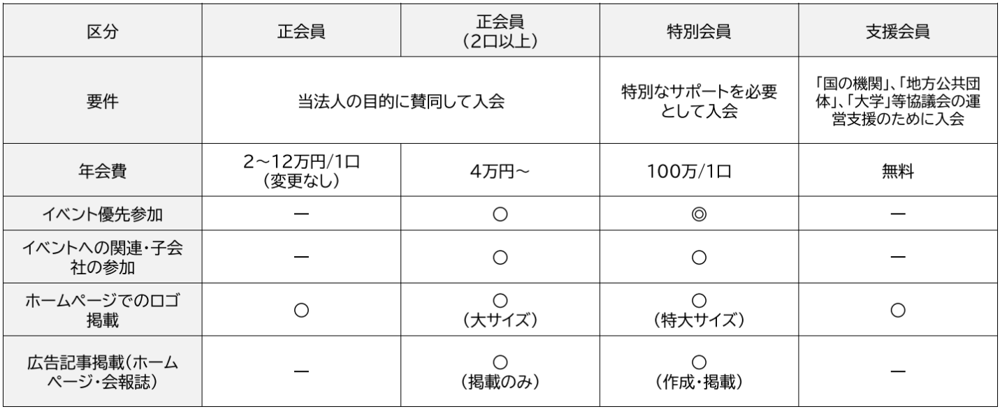 区分
正会員
正会員
（2口以上）
特別会員
支援会員
要件
当法人の目的に賛同して入会
特別なサポートを必要
として入会
「国の機関」、「地方公共団
体」、「大学」等協議会の運
営支援のために入会
年会費
2～12万円/1口
（変更なし）
4万円～
100万/1口
無料
イベント優先参加
ー
○
◎
ー
イベントへの関連・子会
社の参加
ー
○
○
ー
ホームページでのロゴ
掲載
○
○
（大サイズ）
○
（特大サイズ）
○
広告記事掲載（ホーム
ページ・会報誌）
ー
○
（掲載のみ）
○
（作成・掲載）
ー